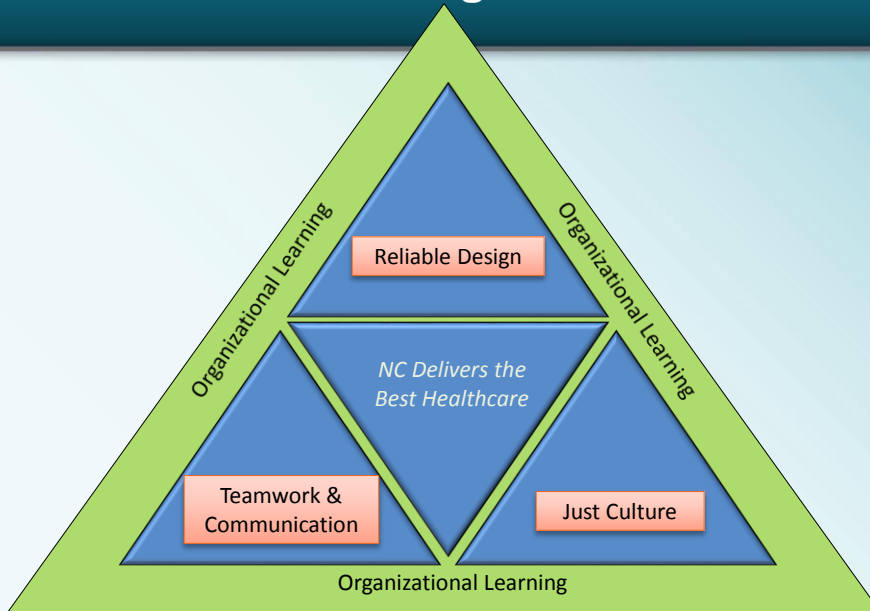 Organizational Learning
Organizational Learning
Reliable Design
NC Delivers the
Best Healthcare
Teamwork &
Communication
Just Culture
Organizational Learning